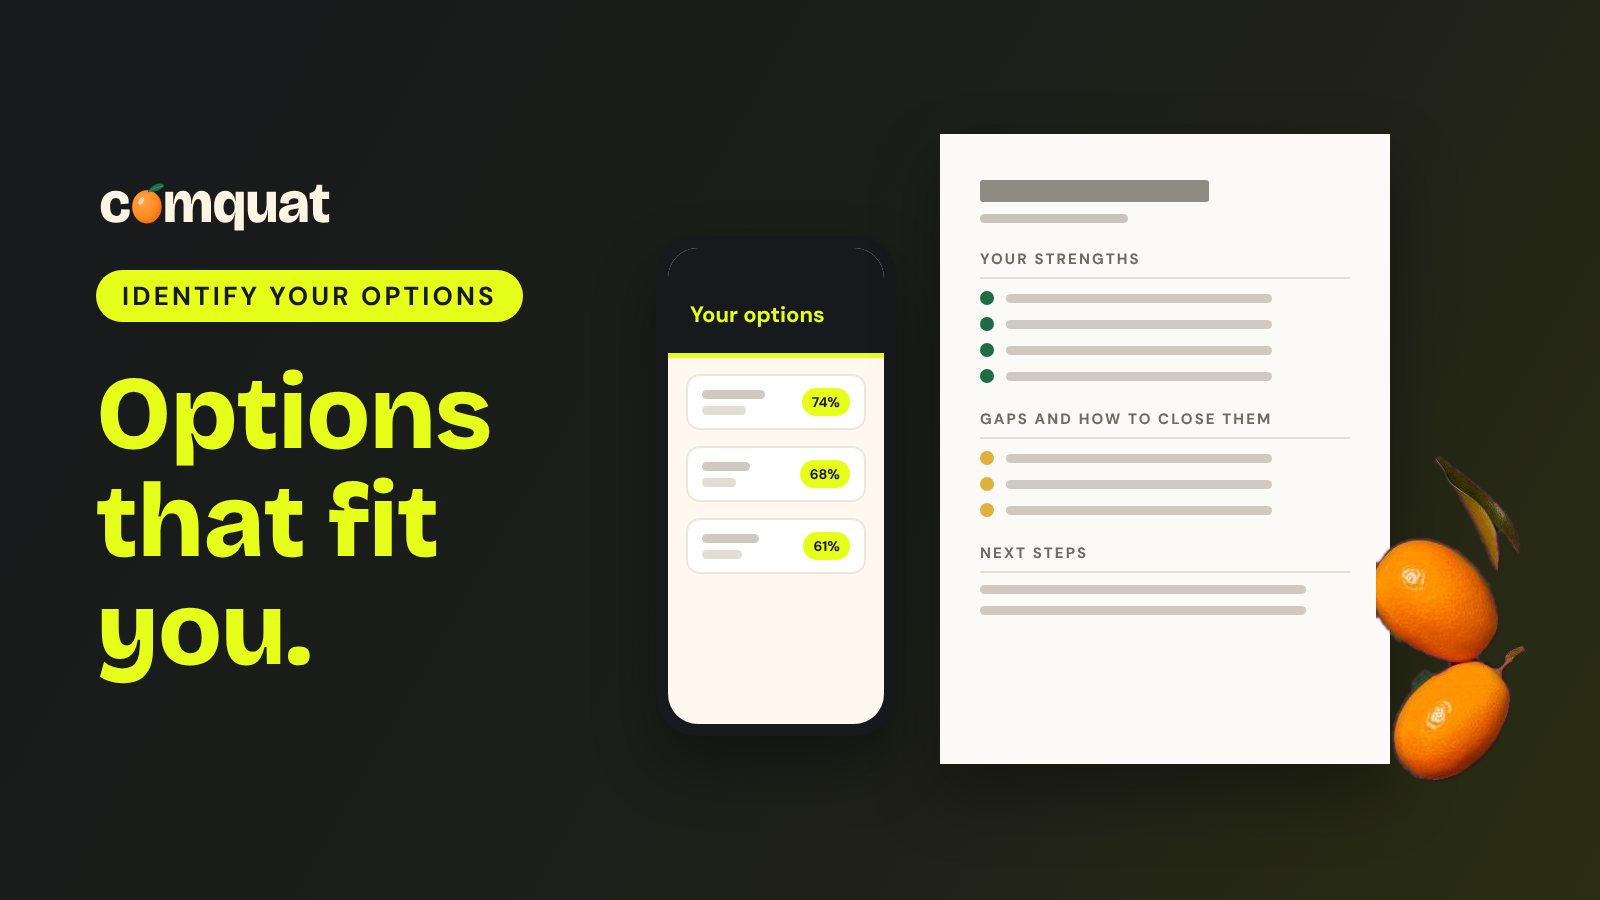 comquat
IDENTIFY YOUR OPTIONS
Options
that fit
you.
Your options
74%
68%
61%
YOUR STRENGTHS
GAPS AND HOW TO CLOSE THEM
NEXT STEPS